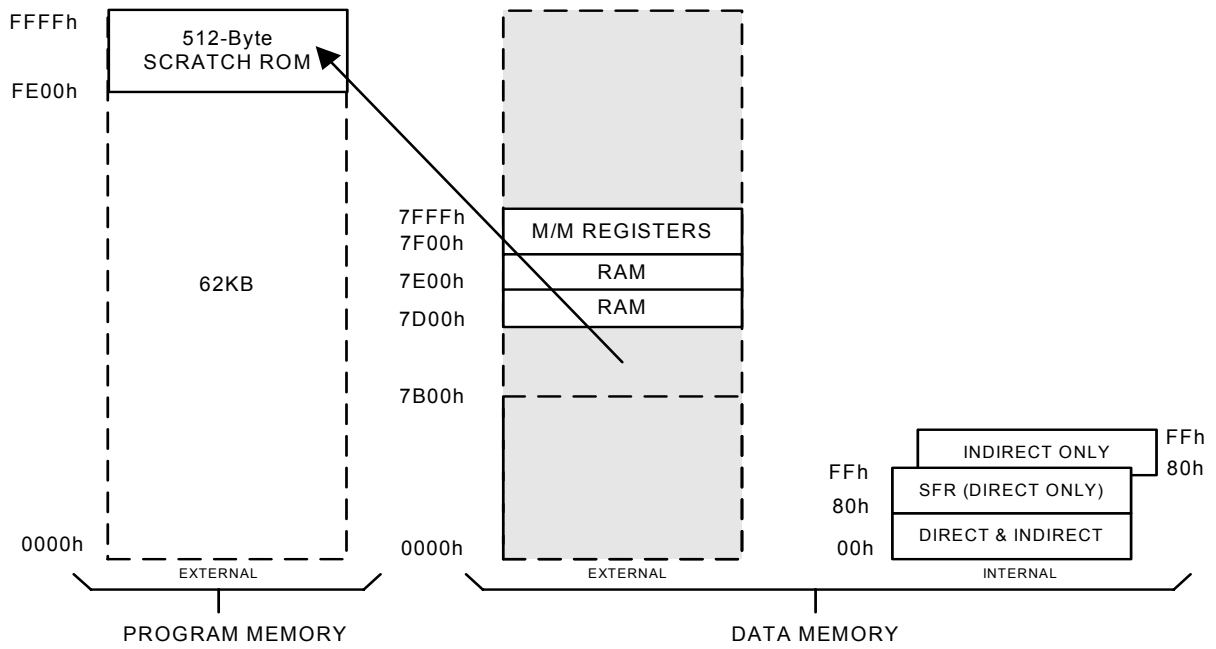 FFFFh
512-Byte
SCRATCH ROM
FE00h
62KB
0000h
EXTERNAL
PROGRAM MEMORY
7FFFh
M/M REGISTERS
7F00h
RAM
7E00h
RAM
7D00h
7B00h
0000h
EXTERNAL
INDIRECT ONLY
FFh
80h
FFh
SFR (DIRECT ONLY)
80h
DIRECT & INDIRECT
00h
INTERNAL
DATA MEMORY